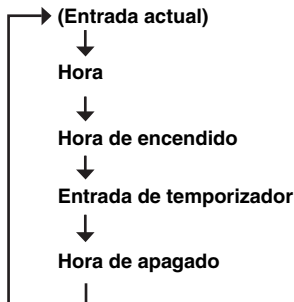 (Entrada actual)
Hora
Hora de encendido
Entrada de temporizador
Hora de apagado